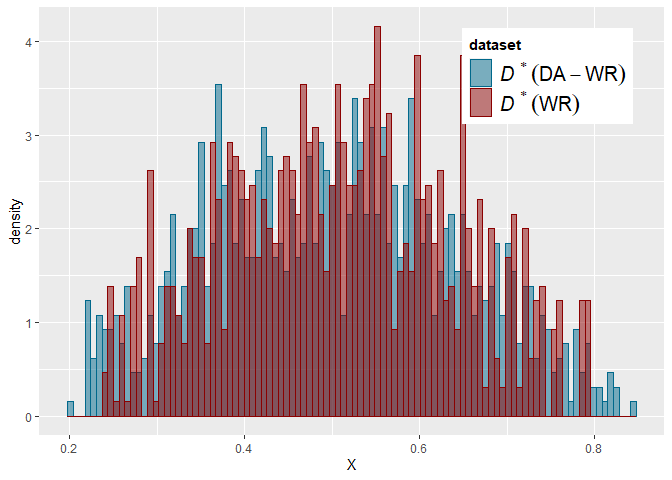 dataset
D * (DA − WR)
D * (WR)
density
4
3
2
1
0
0.2 0.4 0.6 0.8
X